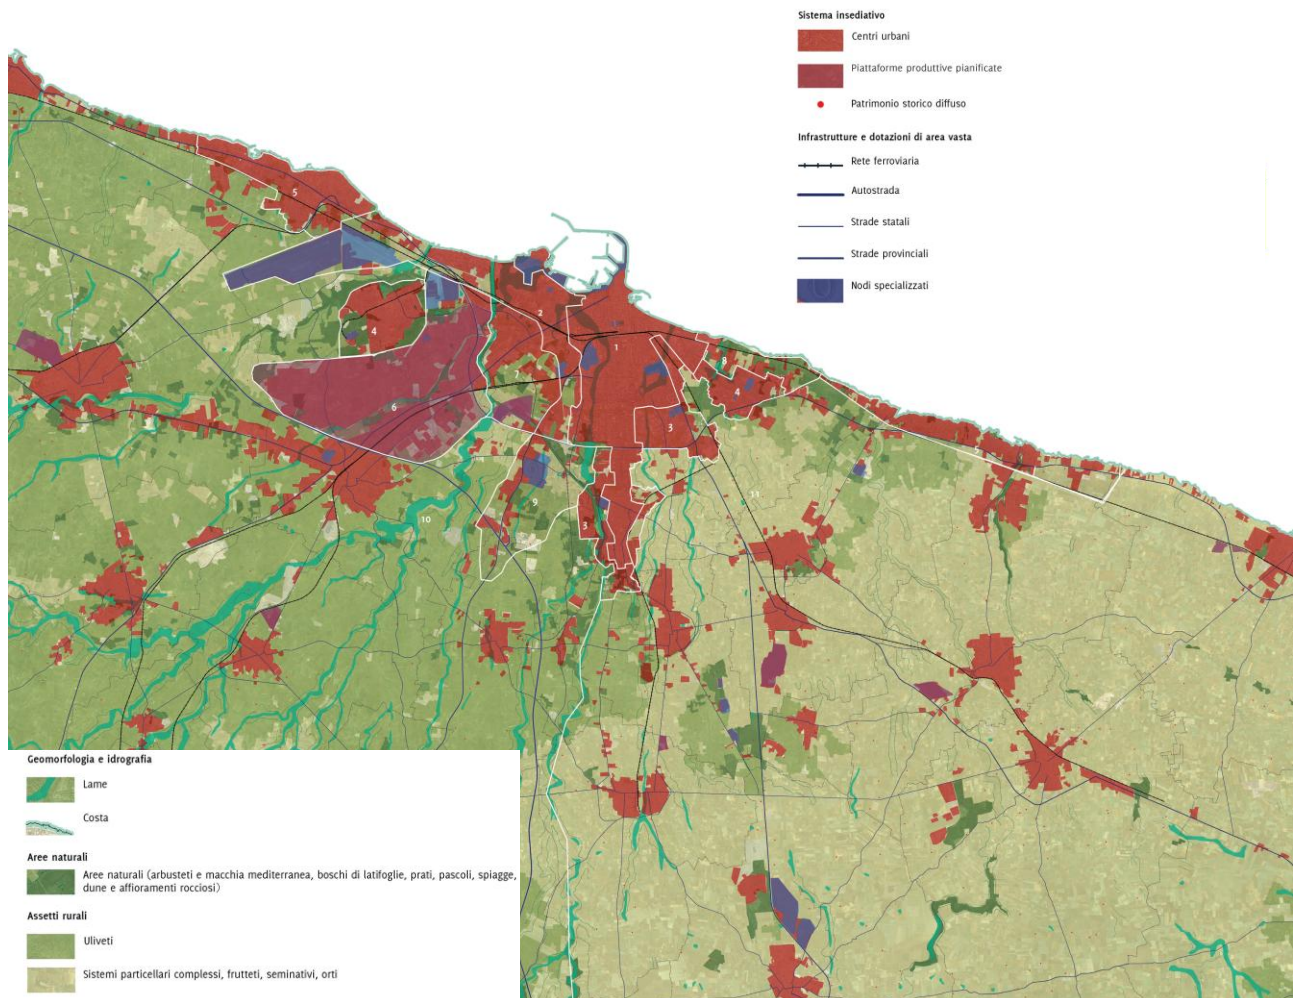 Sistema insediativo
Centri urbani
Piattaforme produttive pianificate
Patrimonio storico diffuso
Infrastrutture e dotazioni di area vasta
Rete ferroviaria
Autostrada
Strade statali
Strade provinciali
Nodi specializzati
5
2
1
4
8
7
4
6
3
5
11
9
10
3
Geomorfologia e idrografia
Lame
Costa
Aree naturali
Aree naturali (arbusteti e macchia mediterranea, boschi di latifoglie, prati, pascoli, spiagge,
dune e affioramenti rocciosi)
Assetti rurali
Uliveti
Sistemi particellari complessi, frutteti, seminativi, orti